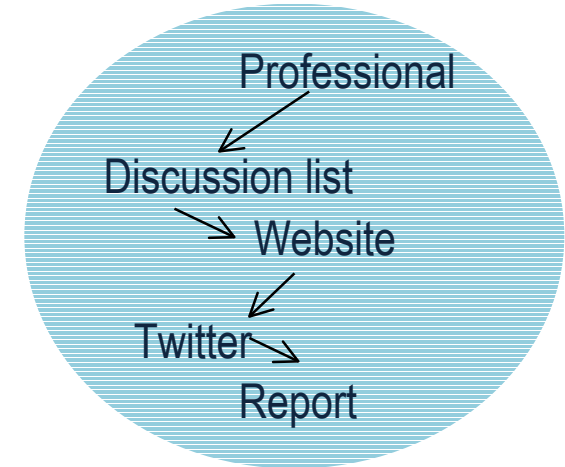 Professional
Discussion list
Website
Twitter
Report